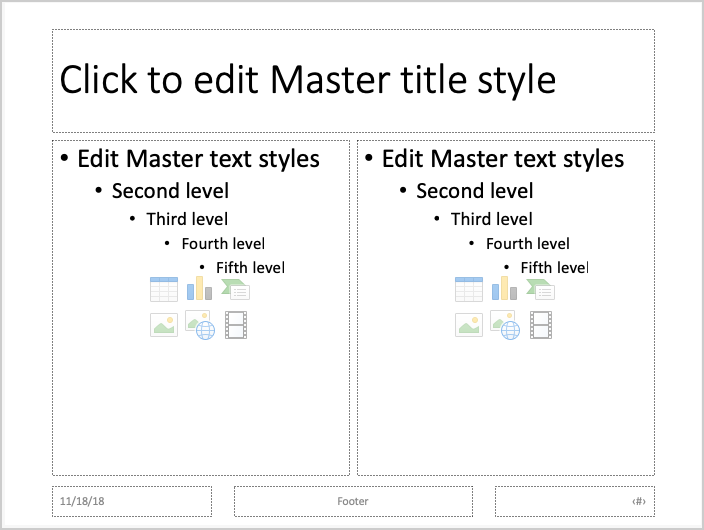 Click to edit Master title style
• Edit Master text styles
• Second level
• Third level
• Fourth level
• Fifth level
• Edit Master text styles
• Second level
• Third level
• Fourth level
• Fifth level
11/18/18
Footer
‹#›